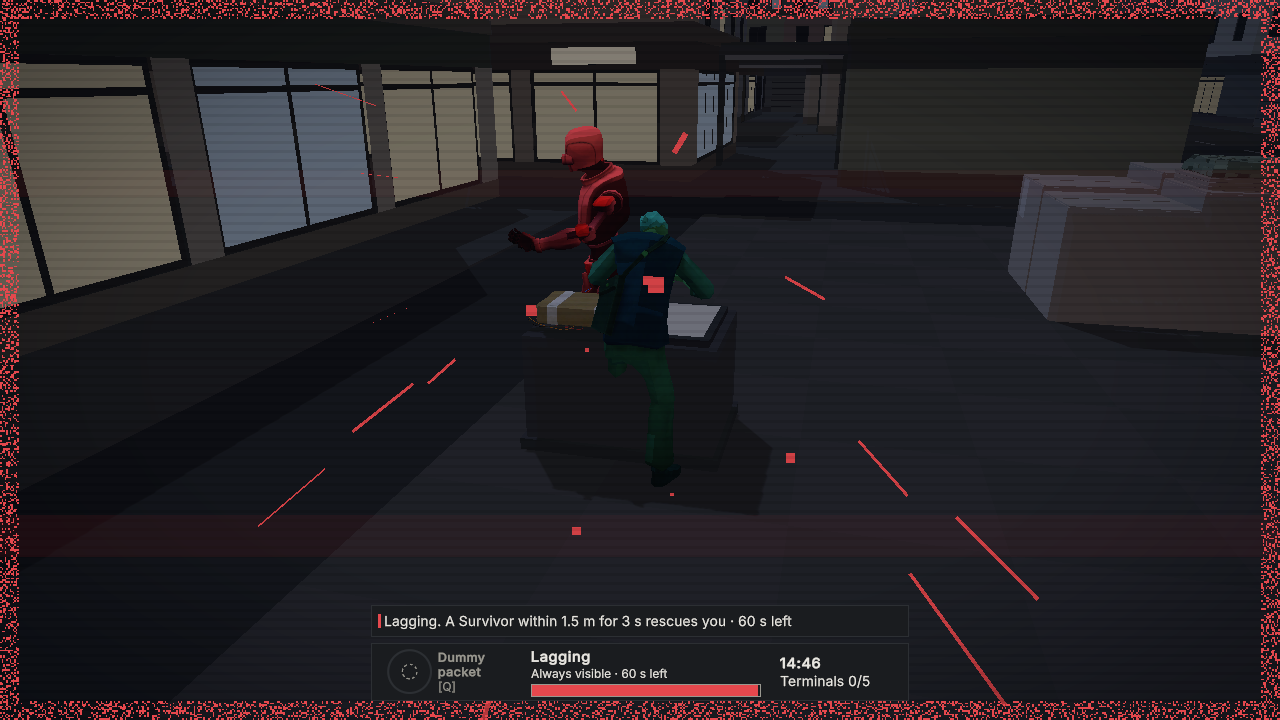 Lagging. A Survivor within 1.5 m for 3 s rescues you · 60 s left
Dummy
packet
[Q]
Lagging
Always visible · 60 s left
14:46
Terminals 0/5